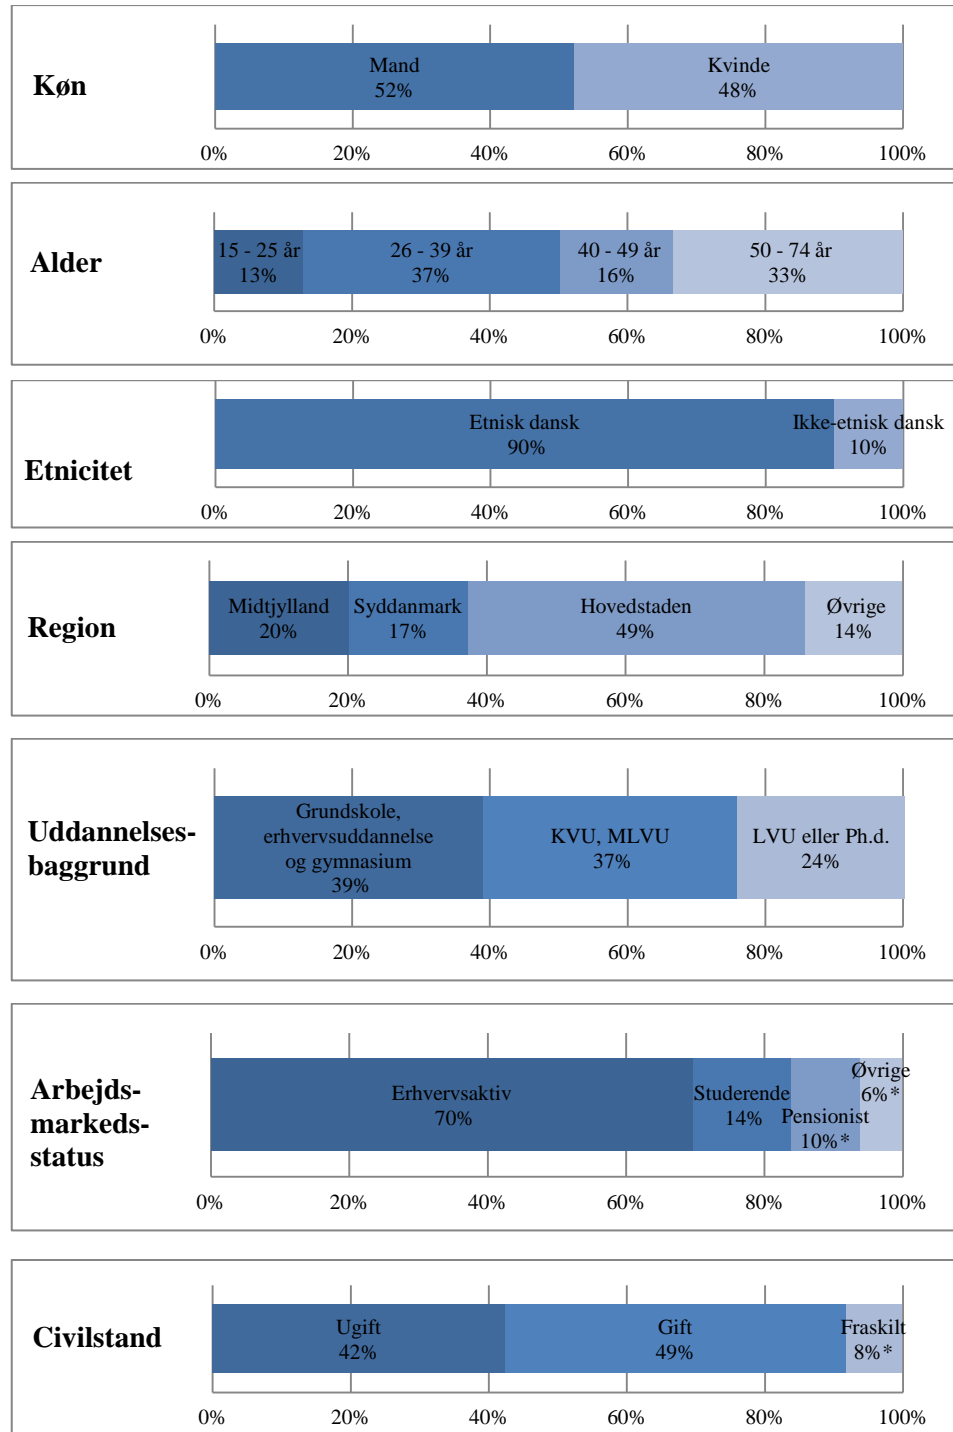 Køn
Mand
52%
Kvinde
48%
0% 20% 40% 60% 80% 100%
Alder
15 - 25 år
13%
26 - 39 år
37%
40 - 49 år
16%
50 - 74 år
33%
0% 20% 40% 60% 80% 100%
Etnicitet
Etnisk dansk
90%
Ikke-etnisk dansk
10%
0% 20% 40% 60% 80% 100%
Region
Midtjylland
20%
Syddanmark
17%
Hovedstaden
49%
Øvrige
14%
0% 20% 40% 60% 80% 100%
Uddannelses-
baggrund
Grundskole,
erhvervsuddannelse
og gymnasium
39%
KVU, MLVU
37%
LVU eller Ph.d.
24%
0% 20% 40% 60% 80% 100%
Arbejds-
markeds-
status
Erhvervsaktiv
70%
Studerende
14%
Pensionist
10%*
Øvrige
6%*
0% 20% 40% 60% 80% 100%
Civilstand
Ugift
42%
Gift
49%
Fraskilt
8%*
0% 20% 40% 60% 80% 100%